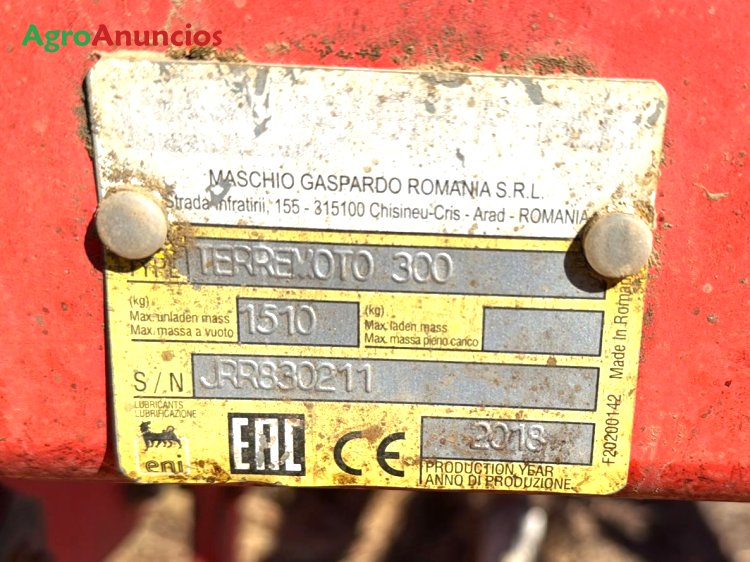 AgroAnuncios
MASCHIO GASPARDO ROMANIA S.R.L.
Strada Infratirii, 155 - 315100 Chisineu-Cris - Arad - ROMANIA
TYPE TERREMOTO 300
(kg)
Max. unladen mass
Max. massa a vuoto
1510
(kg)
Max. laden mass
Max. massa pieno carico
Made In
S/N JRR830211
LUBRICANTS
LUBRIFICAZIONE
eni
EAC
CE
2018
PRODUCTION YEAR
ANNO DI PRODUZIONE
F20200142